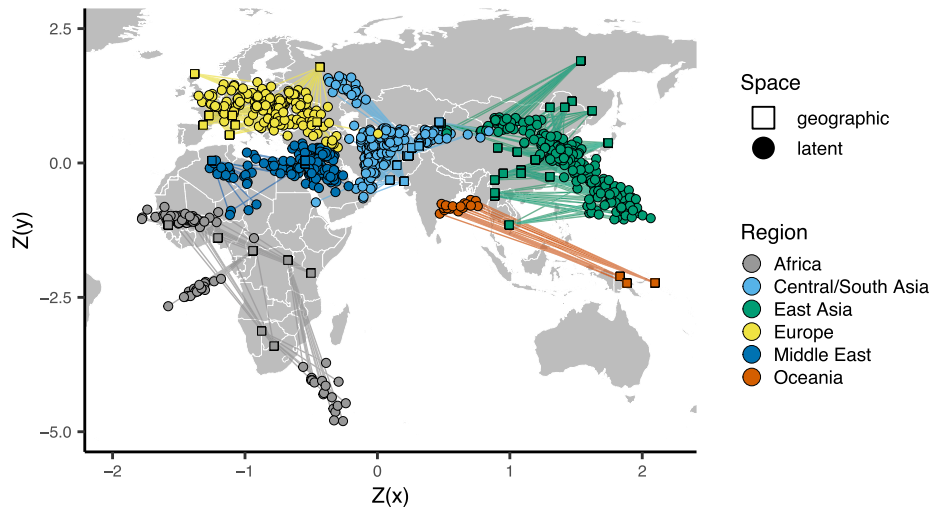 2.5
0.0
−2.5
−5.0
Z(y)
−2
−1
0
1
2
Z(x)
Space
geographic
latent
Region
Africa
Central/South Asia
East Asia
Europe
Middle East
Oceania